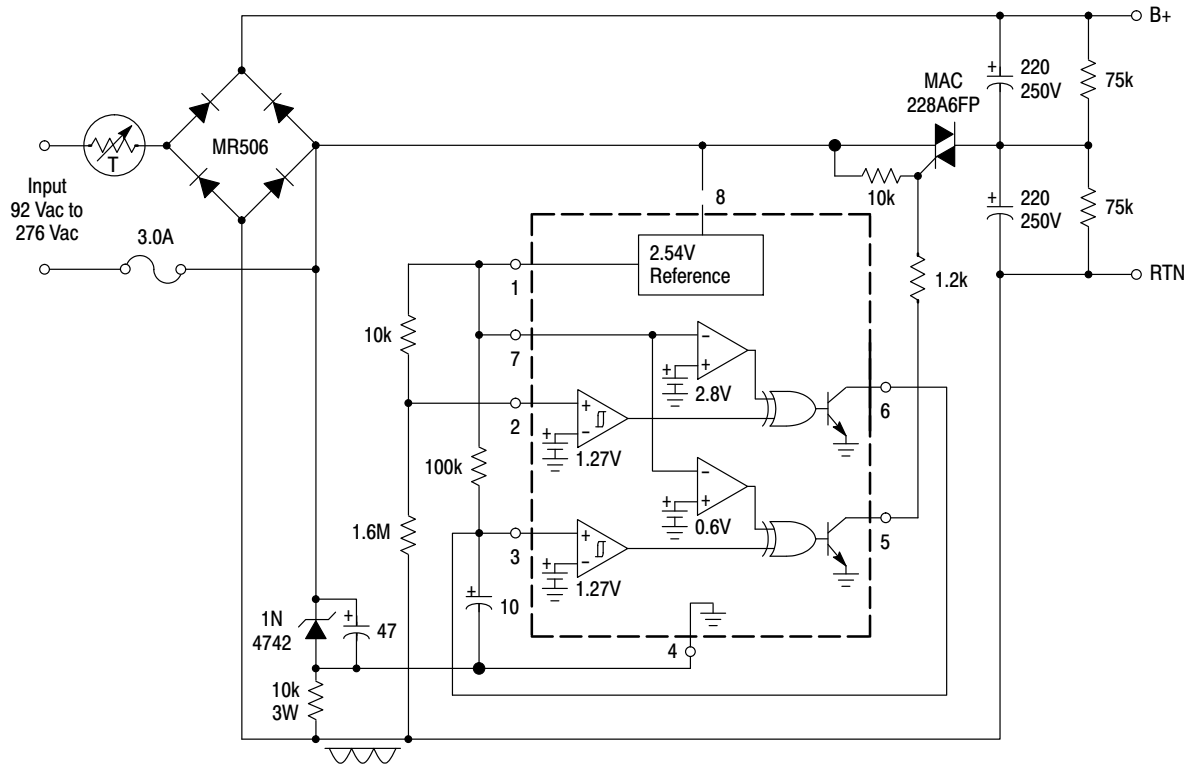 B+
220
250V
75k
MAC
228A6FP
MR506
T
Input
92 Vac to
276 Vac
3.0A
10k
8
220
250V
75k
2.54V
Reference
1
RTN
1.2k
10k
7
-
+
2.8V
6
2
+
-
1.27V
100k
-
+
0.6V
5
1.6M
3
+
-
1.27V
1N
4742
+
47
+
10
4
10k
3W